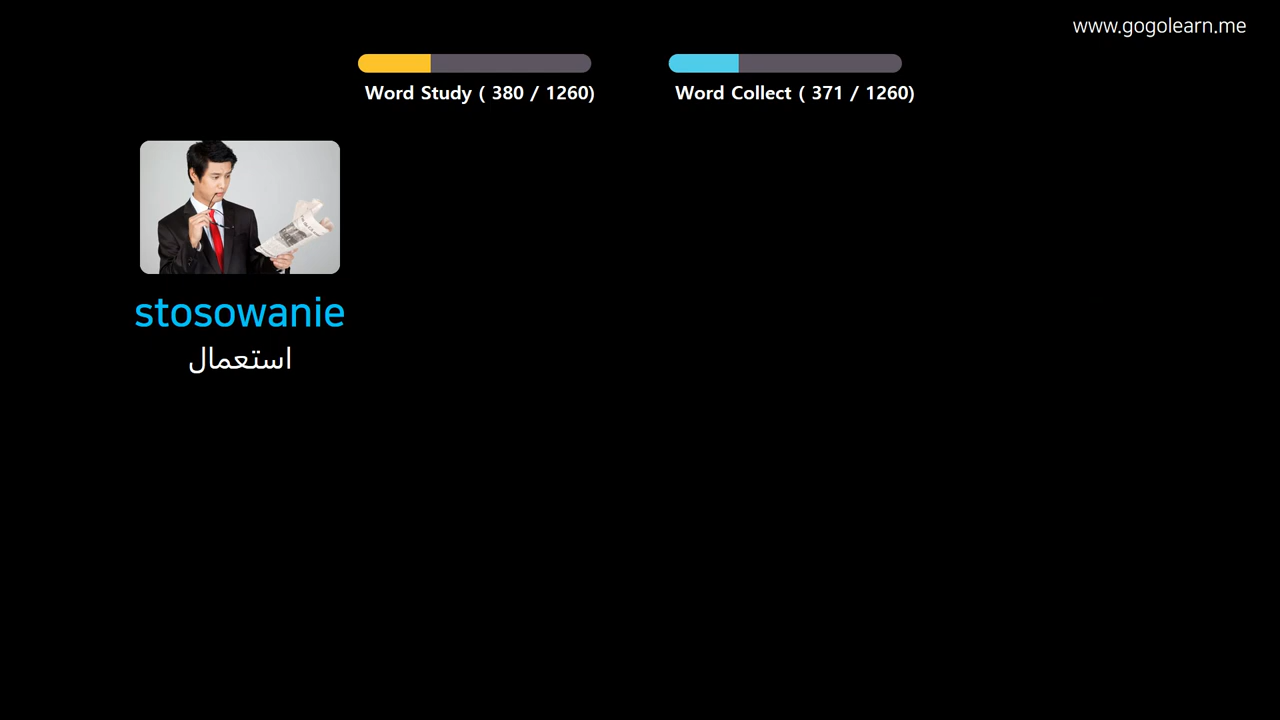 www.gogolearn.me
Word Study ( 380 / 1260)
Word Collect ( 371 / 1260)
stosowanie
استعمال